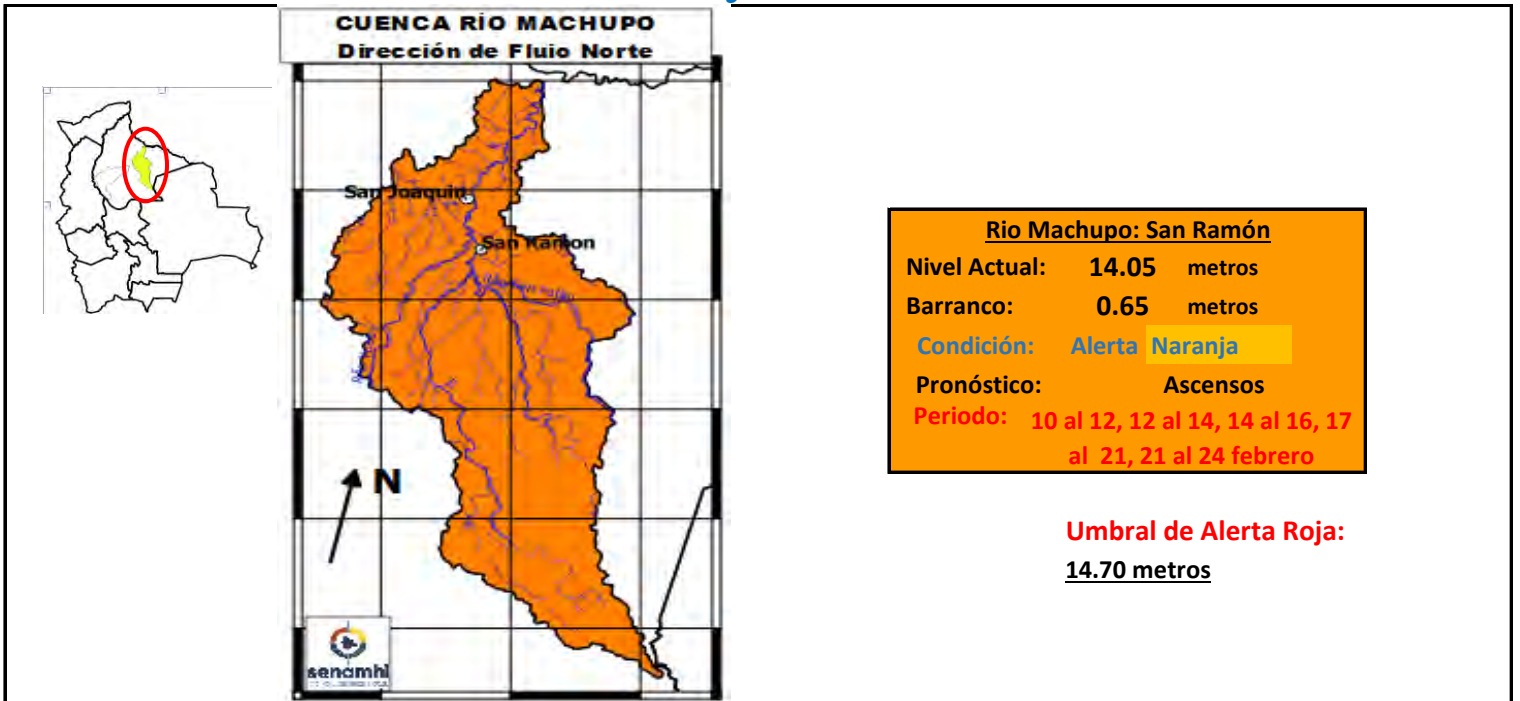 CUENCA RÍO MACHUPO
Dirección de Flujo Norte
San Joaquin
San Ramon
N
senamhi
Rio Machupo: San Ramón
Nivel Actual: 14.05 metros
Barranco: 0.65 metros
Condición: Alerta Naranja
Pronóstico: Ascensos
Periodo: 10 al 12, 12 al 14, 14 al 16, 17
al 21, 21 al 24 febrero
Umbral de Alerta Roja:
14.70 metros